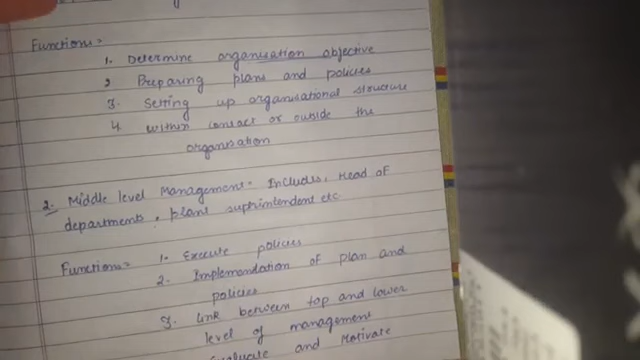 Functions=
1. Determine organisation objective
2 Preparing plans and policies
3. Setting up organisational structure
4. within contact or outside the
organisation
2. Middle level Management= Includes, Head of
departments, plant suprintendent etc
Functions= 1. Execute policies
2. Implemandation of plan and
policies
3. Link between top and lower
level of management
Evaluate and Motivate